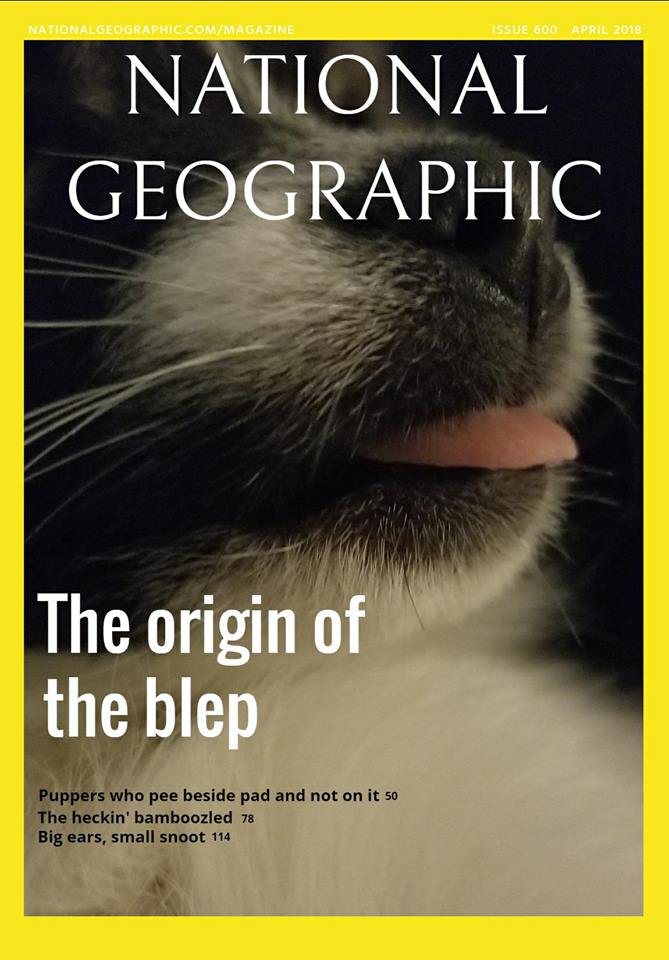 NATIONALGEOGRAPHIC.COM/MAGAZINE ISSUE 600 APRIL 2018
NATIONAL
GEOGRAPHIC
The origin of
the blep
Puppers who pee beside pad and not on it 50
The heckin' bamboozled 78
Big ears, small snoot 114